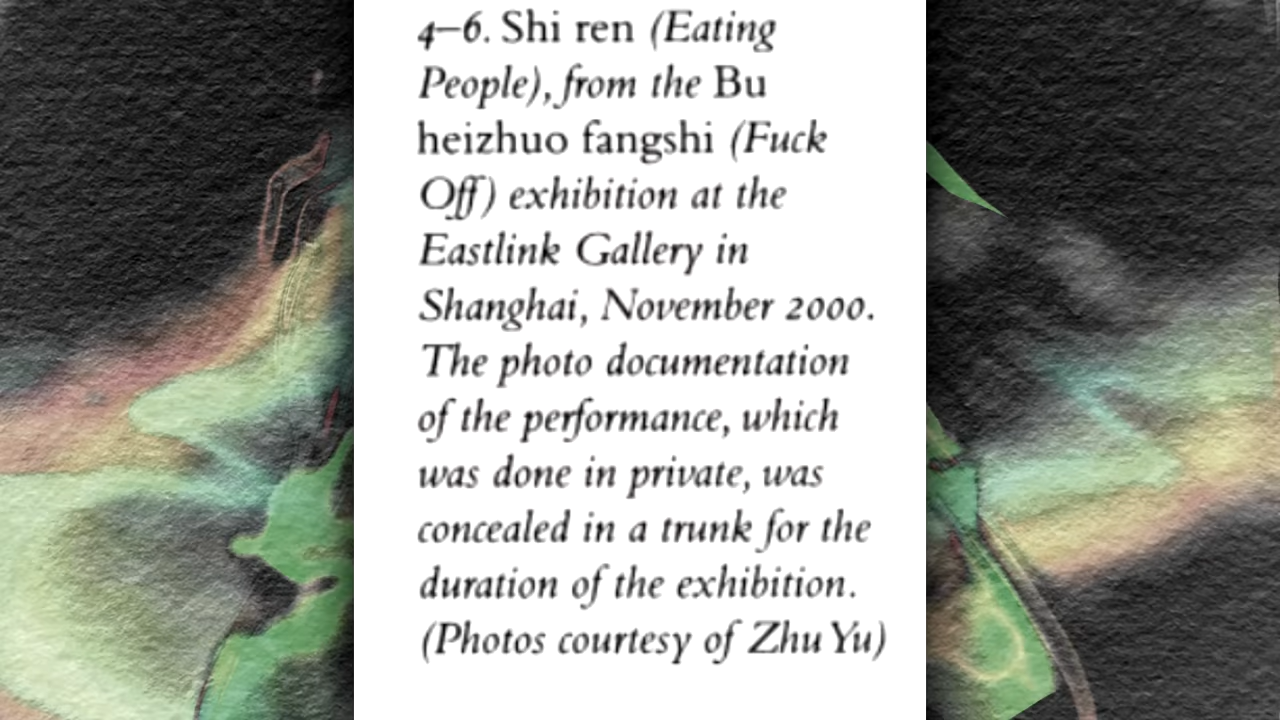 4–6. Shi ren (Eating
People), from the Bu
heizhuo fangshi (Fuck
Off) exhibition at the
Eastlink Gallery in
Shanghai, November 2000.
The photo documentation
of the performance, which
was done in private, was
concealed in a trunk for the
duration of the exhibition.
(Photos courtesy of Zhu Yu)